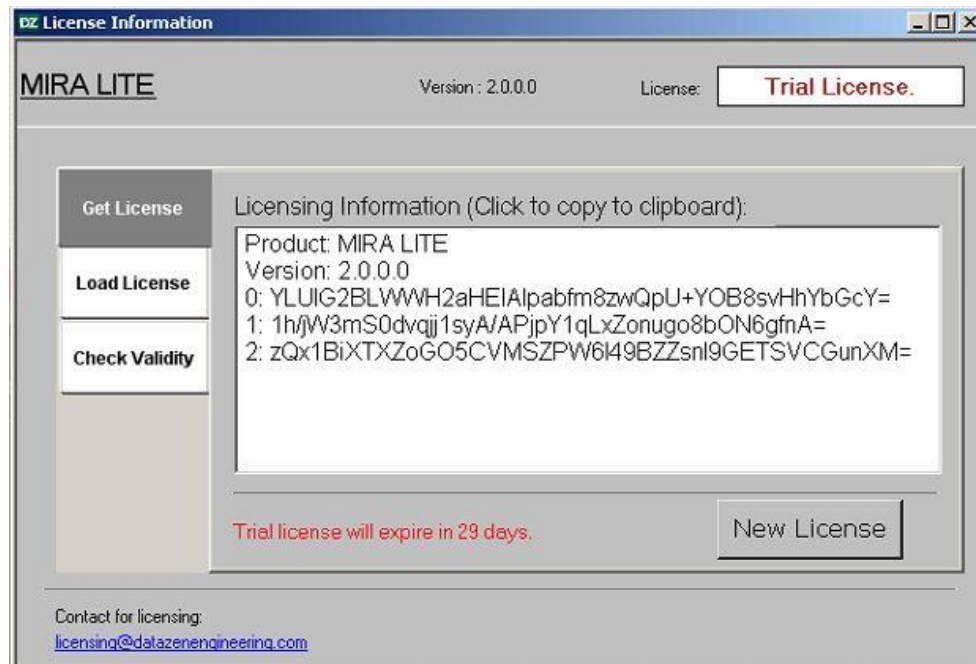 DZ License Information
MIRA LITE
Version : 2.0.0.0
License:
Trial License.
Get License
Load License
Check Validity
Licensing Information (Click to copy to clipboard):
Product: MIRA LITE
Version: 2.0.0.0
0: YLUIG2BLWWH2aHEIAIpabfm8zwQpU+YOB8svHhYbGcY=
1: 1h/jW3mS0dvqjj1syA/APjpY1qLxZonugo8bON6gfnA=
2: zQx1BiXTXZoGO5CVMSZPW6I49BZZsnI9GETSVCGunXM=
Trial license will expire in 29 days.
New License
Contact for licensing:
licensing@datazenengineering.com